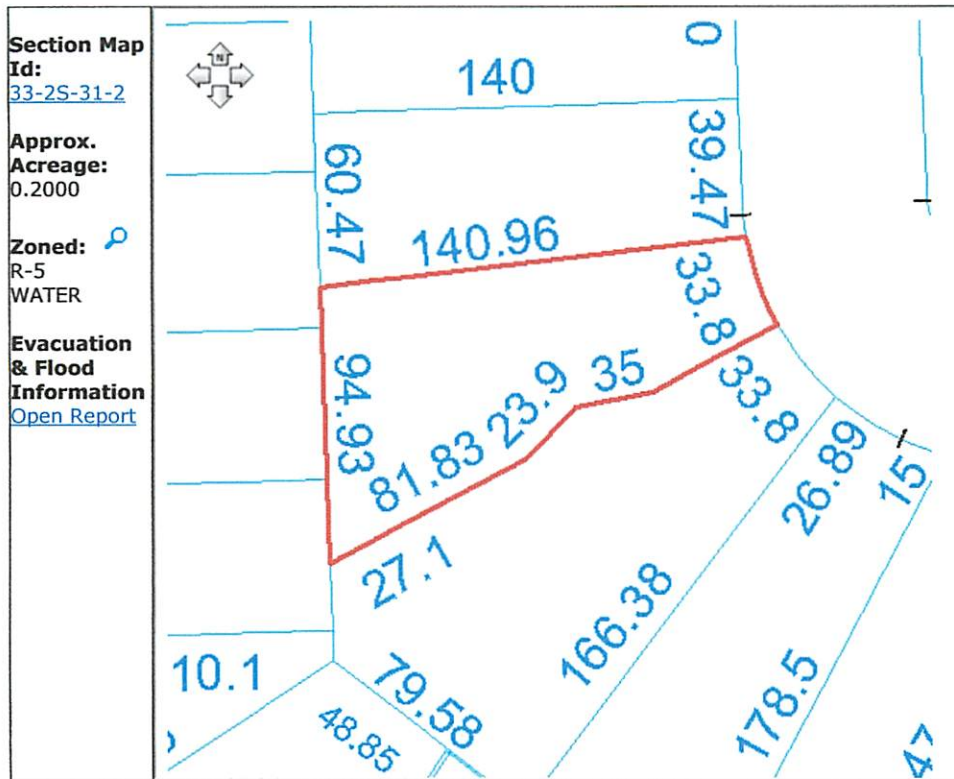 Section Map
Id:
33-2S-31-2
Approx.
Acreage:
0.2000
Zoned:
R-5
WATER
Evacuation
& Flood
Information
Open Report
N
140
0
60.47
39.47
140.96
33.8
94.93
81.83
23.9
35
33.8
27.1
26.89
15
166.38
178.5
10.1
79.58
48.85
47